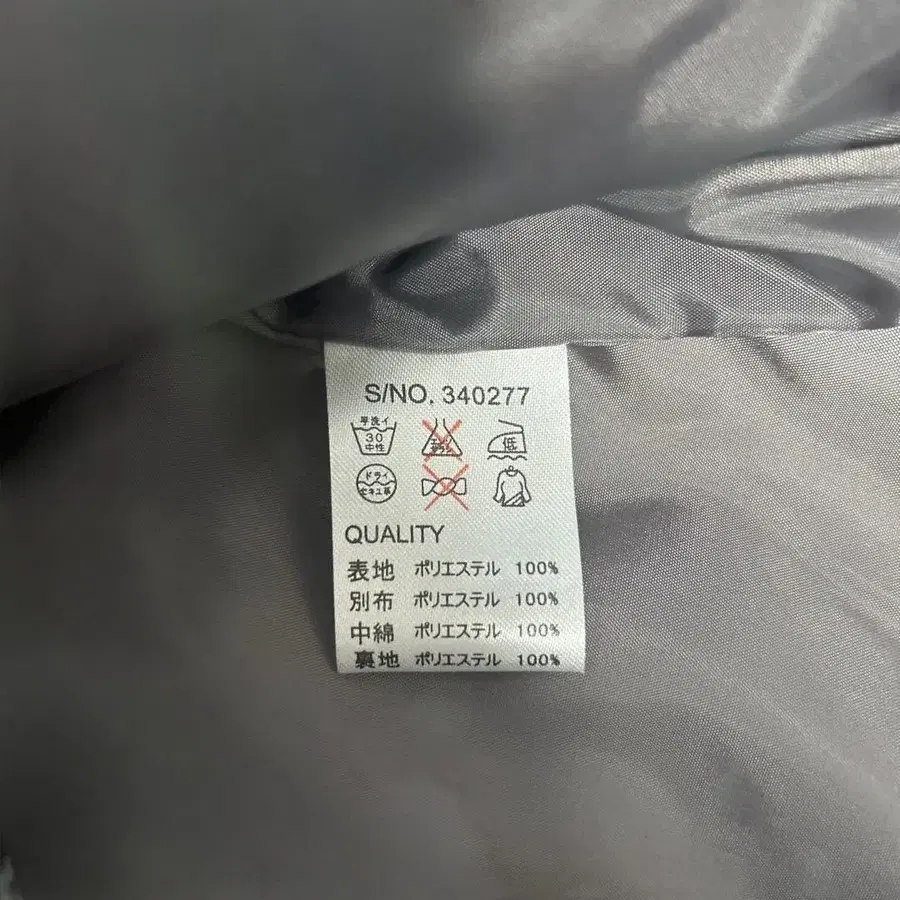 S/NO. 340277
手洗イ
30
中性
低
ドライ
セキユ系
QUALITY
表地 ポリエステル 100%
別布 ポリエステル 100%
中綿 ポリエステル 100%
裏地 ポリエステル 100%